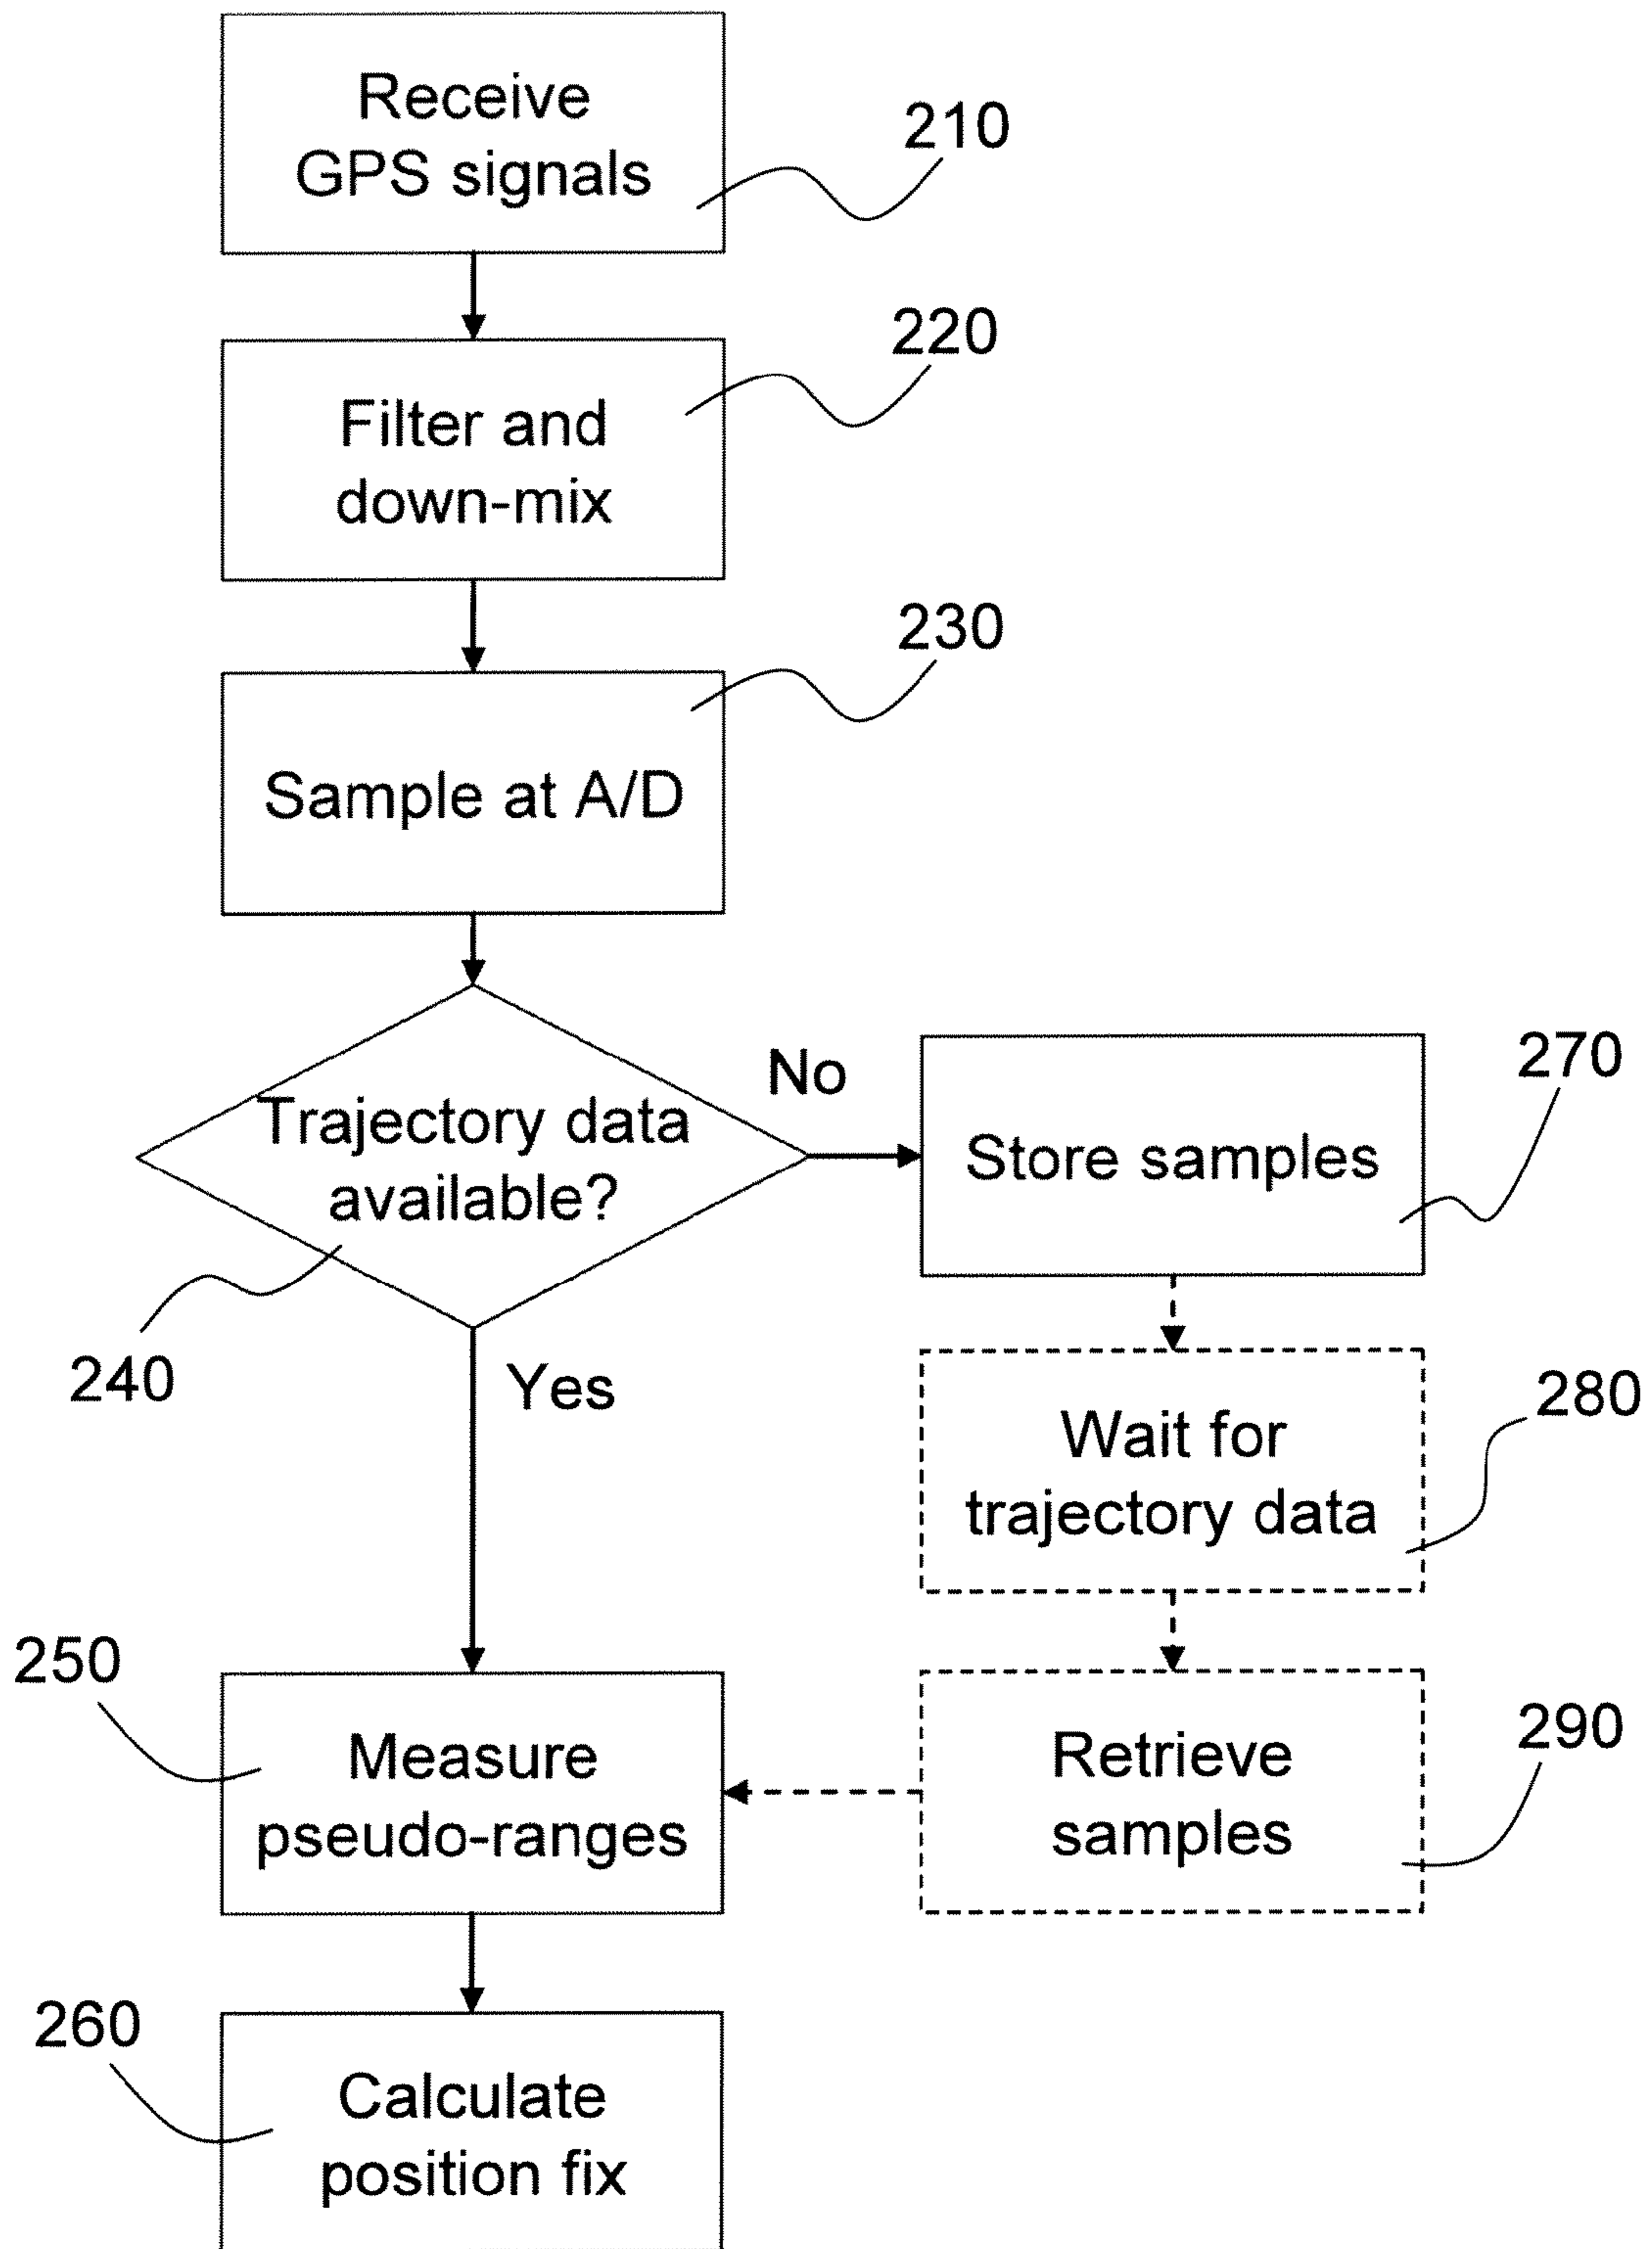 Receive
GPS signals
210
Filter and
down-mix
220
Sample at A/D
230
Trajectory data
available?
240
No
Yes
Store samples
270
Wait for
trajectory data
280
Retrieve
samples
290
Measure
pseudo-ranges
250
Calculate
position fix
260